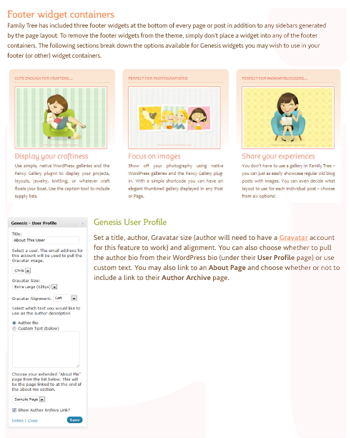 Footer widget containers
Family Tree has included three footer widgets at the bottom of every page or post in addition to any sidebars generated
by the page layout. To remove the footer widgets from the theme, simply don't place a widget into any of the footer
containers. The following sections break down the options available for Genesis widgets you may wish to use in your
footer (or other) widget containers.
CUTE ENOUGH FOR CRAFTERS...
PERFECT FOR PHOTOGRAPHERS
PERFECT FOR MOMMYBLOGGERS...
Display your craftiness
Use simple, native WordPress galleries and the
Fancy Gallery plugin to display your projects,
layouts, jewelry, knitting, or whatever craft
floats your boat. Use the caption tool to include
supply lists.
Focus on images
Show off your photography using native
WordPress galleries and the Fancy Gallery plug-
in. With a simple shortcode you can have an
elegant thumbnail gallery displayed in any Post
or Page.
Share your experiences
You don't have to use a gallery in Family Tree –
you can just as easily showcase regular old blog
posts with images. You can even decide what
layout to use for each individual post – choose
from six options!
Genesis - User Profile
Title:
About This User
Select a user. The email address for
this account will be used to pull the
Gravatar image.
Chris
Gravatar Size:
Extra Large (125px)
Gravatar Alignment: Left
Select which text you would like to
use as the author description
Author Bio
Custom Text (below)
Choose your extended "About Me"
page from the list below. This will
be the page linked to at the end of
the about me section.
Sample Page
Show Author Archive Link?
Delete | Close
Save
Genesis User Profile
Set a title, author, Gravatar size (author will need to have a Gravatar account
for this feature to work) and alignment. You can also choose whether to pull
the author bio from their WordPress bio (under their User Profile page) or use
custom text. You may also link to an About Page and choose whether or not to
include a link to their Author Archive page.